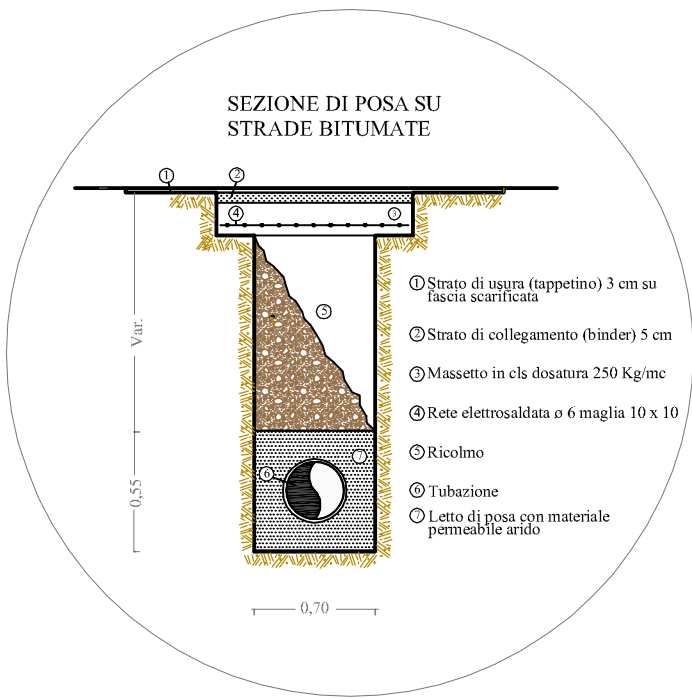 SEZIONE DI POSA SU
STRADE BITUMATE
1
2
4
3
5
7
6
Var.
0,55
0,70
1 Strato di usura (tappetino) 3 cm su
fascia scarificata
2 Strato di collegamento (binder) 5 cm
3 Massetto in cls dosatura 250 Kg/mc
4 Rete elettrosaldata ø 6 maglia 10 x 10
5 Ricolmo
6 Tubazione
7 Letto di posa con materiale
permeabile arido